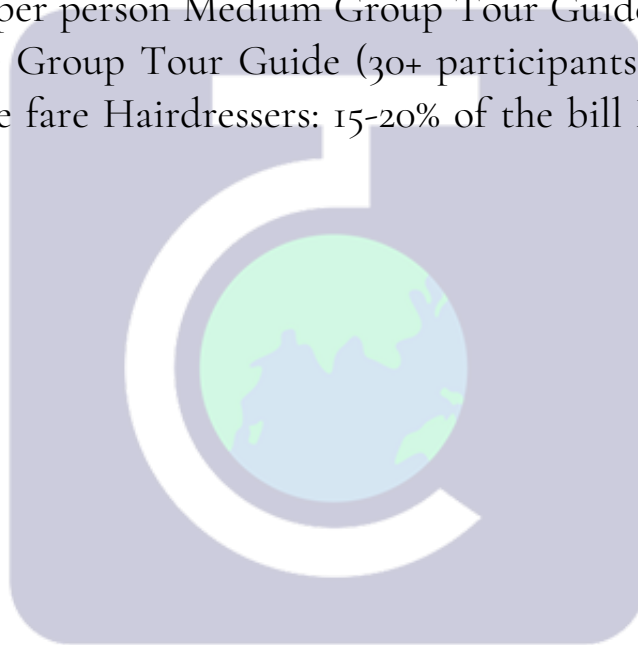 per person Medium Group Tour Guide
Group Tour Guide (30+ participants
fare Hairdressers: 15-20% of the bill